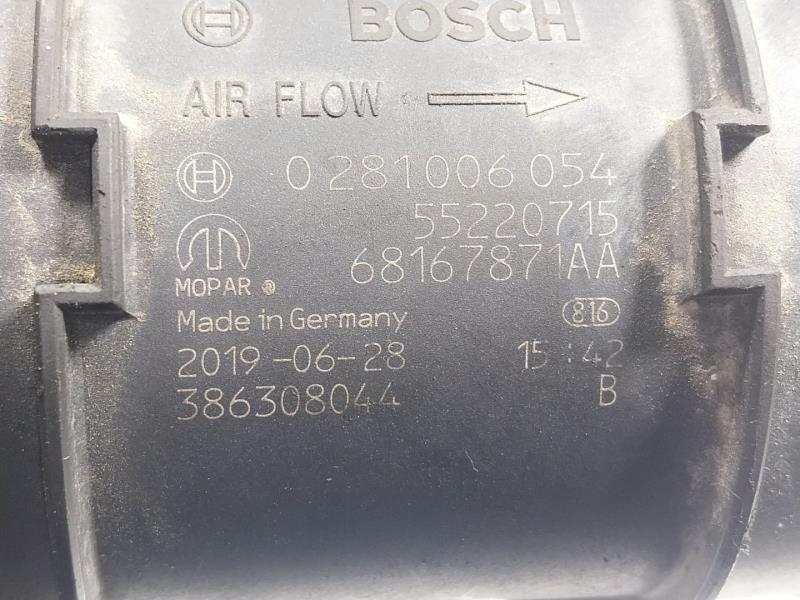 BOSCH
AIR FLOW
0 281 006 054
55220715
68167871AA
MOPAR ®
Made in Germany 816
2019-06-28 15:42
386308044 B